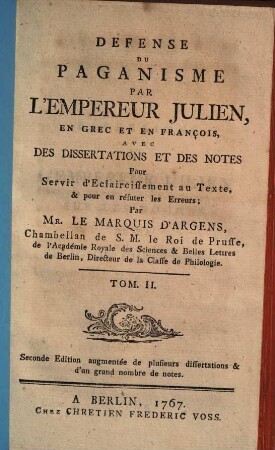 DEFENSE
DU
PAGANISME
PAR
L'EMPEREUR JULIEN,
EN GREC ET EN FRANÇOIS,
AVEC
DES DISSERTATIONS ET DES NOTES
Pour
Servir d'Eclaircissement au Texte,
& pour en réfuter les Erreurs;
Par
MR. LE MARQUIS D'ARGENS,
Chambellan de S. M. le Roi de Prusse,
de l'Académie Royale des Sciences & Belles Lettres
de Berlin, Directeur de la Classe de Philologie.
TOM. II.
Seconde Edition augmentée de plusieurs dissertations &
d'un grand nombre de notes.
A BERLIN, 1767.
CHEZ CHRETIEN FREDERIC VOSS.